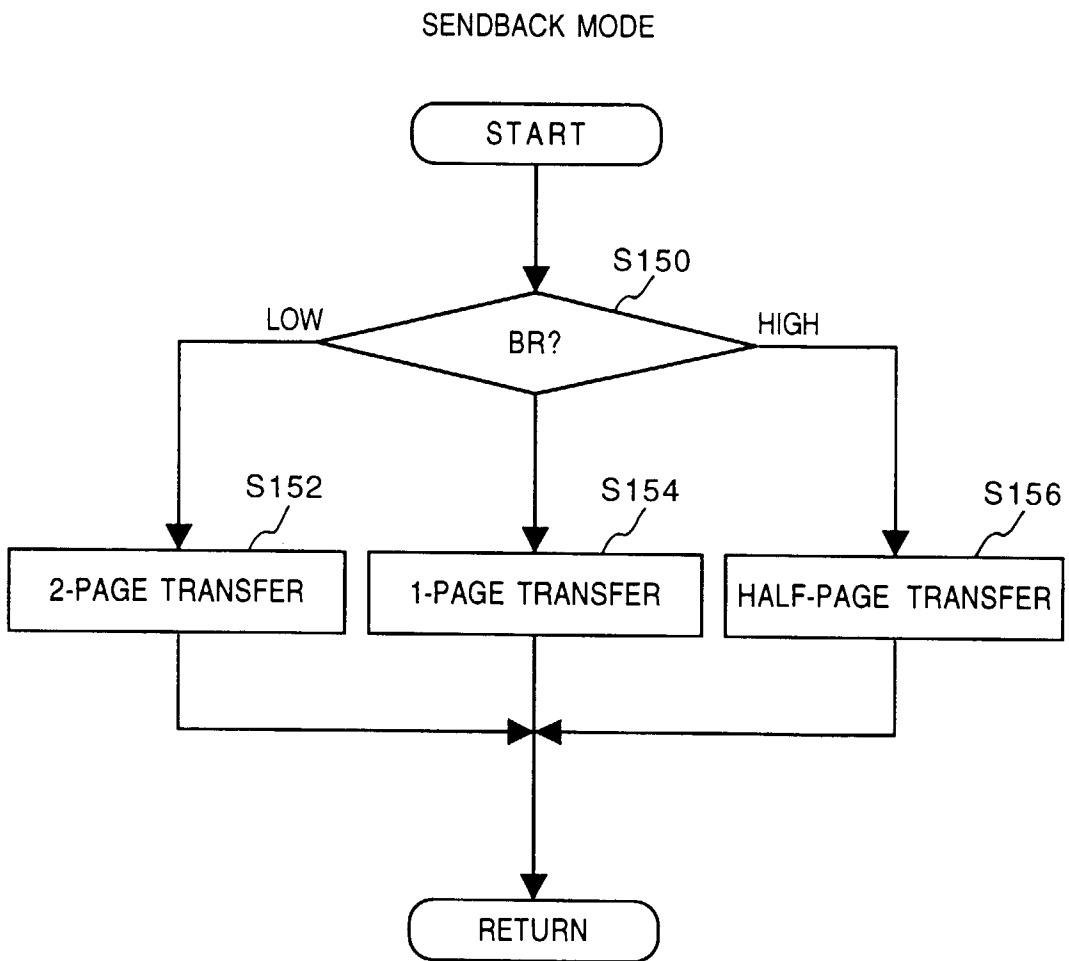 SENDBACK MODE
START
S150
LOW
BR?
HIGH
S152
S154
S156
2-PAGE TRANSFER
1-PAGE TRANSFER
HALF-PAGE TRANSFER
RETURN